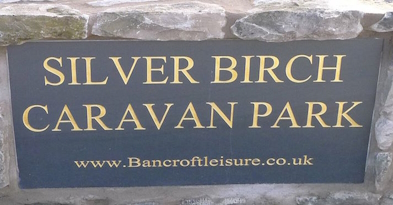 SILVER BIRCH
CARAVAN PARK
www.Bancroftleisure.co.uk